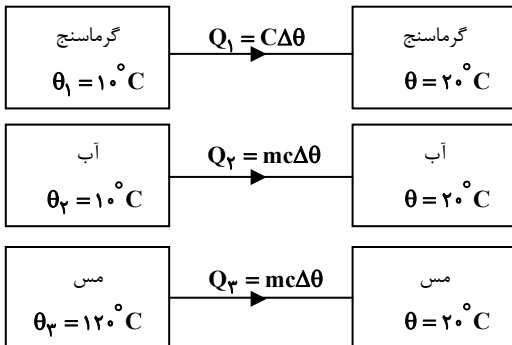 گرماسنج Q₁ = CΔθ گرماسنج
θ₁ = ۱۰°C θ = ۲۰°C
آب Q₂ = mcΔθ آب
θ₂ = ۱۰°C θ = ۲۰°C
مس Q₃ = mcΔθ مس
θ₃ = ۱۲۰°C θ = ۲۰°C